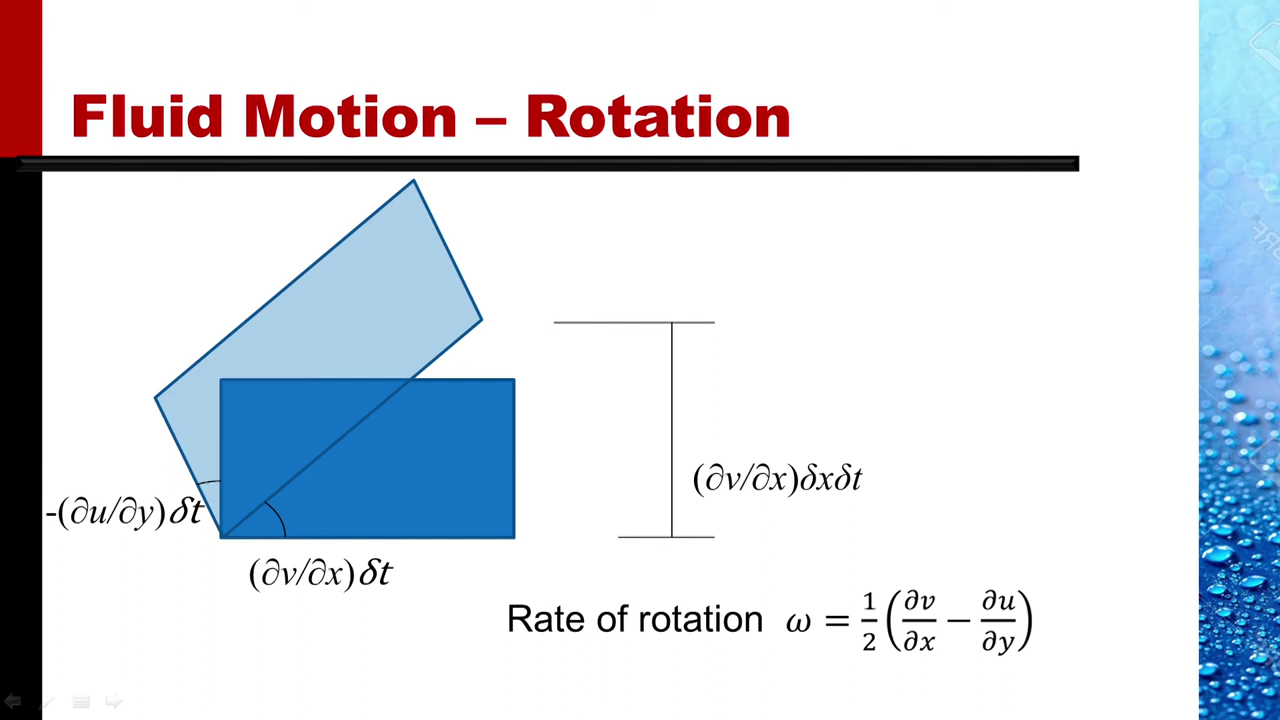 Fluid Motion – Rotation
(∂v/∂x)δxδt
-(∂u/∂y)δt
(∂v/∂x)δt
Rate of rotation ω = 1/2 (∂v/∂x − ∂u/∂y)